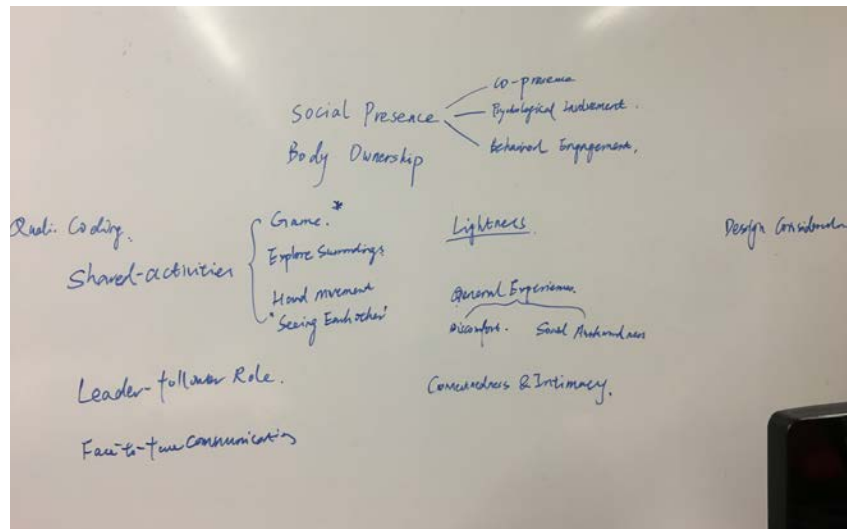 Social Presence
Body Ownership
co-presence
Psychological Involvement.
Behavioral Engagement.
Quali. Coding.
Shared-activities
Game.*
Explore Surroundings.
Hand movement
"Seeing Each other"
Leader-follower Role.
Face-to-face communication
Lightness.
General Experience.
Discomfort.
Social Awkwardness
Connectedness & Intimacy.
Design Consideration